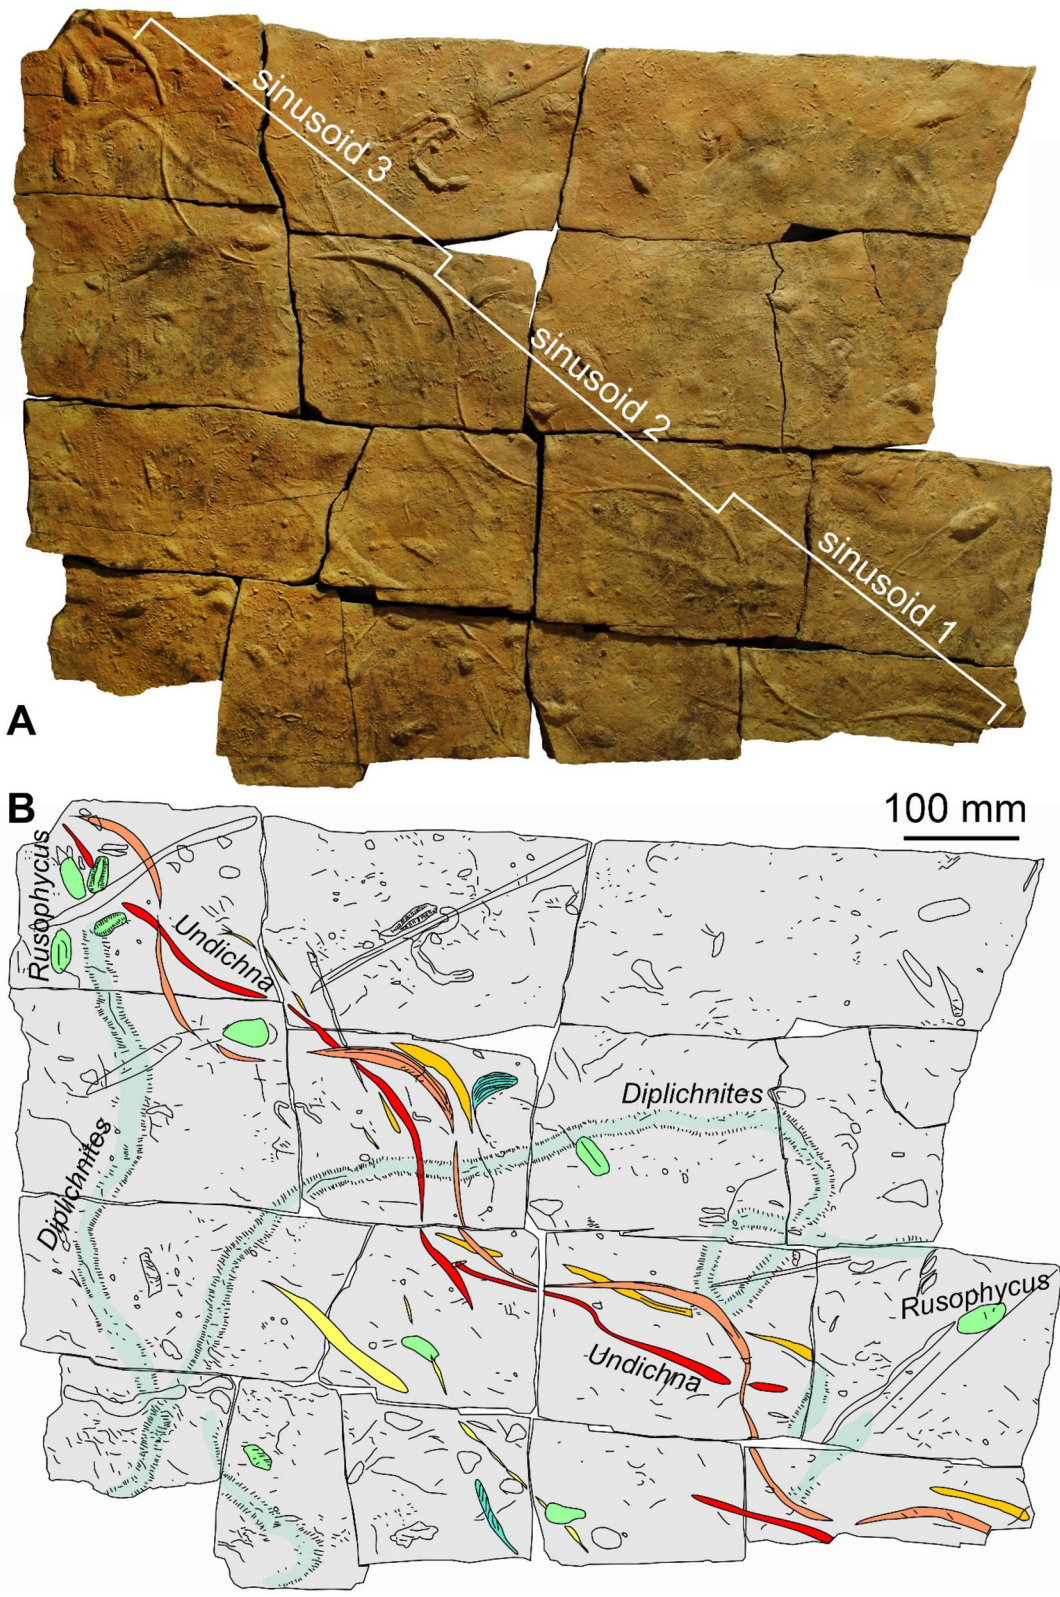 sinusoid 3
sinusoid 2
sinusoid 1
A
B
100 mm
Rusophycus
Undichna
Diplichnites
Diplichnites
Rusophycus
Undichna